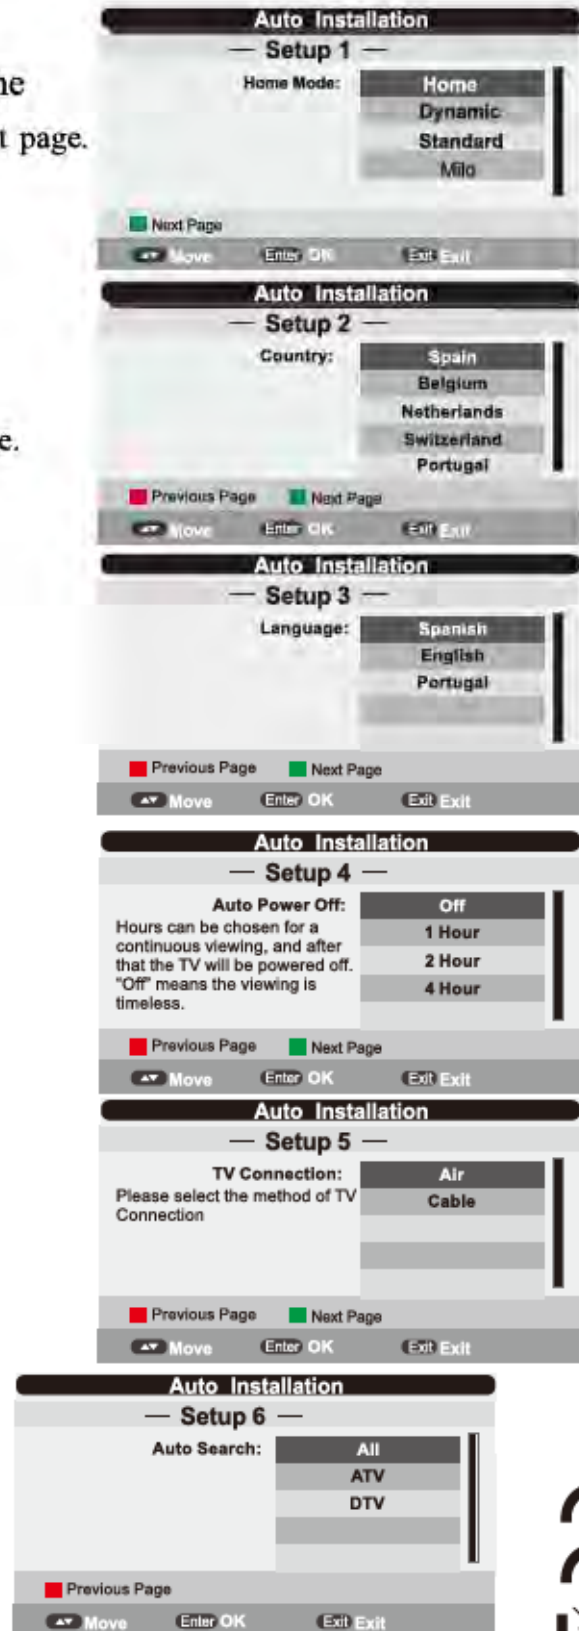 he
t page.
e.
Auto Installation
— Setup 1 —
Home Mode: Home
Dynamic
Standard
Mild
Next Page
Move Enter OK Exit Exit
Auto Installation
— Setup 2 —
Country: Spain
Belgium
Netherlands
Switzerland
Portugal
Previous Page Next Page
Move Enter OK Exit Exit
Auto Installation
— Setup 3 —
Language: Spanish
English
Portugal
Previous Page Next Page
Move Enter OK Exit Exit
Auto Installation
— Setup 4 —
Auto Power Off: Off
Hours can be chosen for a
continuous viewing, and after
that the TV will be powered off.
"Off" means the viewing is
timeless.
1 Hour
2 Hour
4 Hour
Previous Page Next Page
Move Enter OK Exit Exit
Auto Installation
— Setup 5 —
TV Connection: Air
Please select the method of TV
Connection
Cable
Previous Page Next Page
Move Enter OK Exit Exit
Auto Installation
— Setup 6 —
Auto Search: All
ATV
DTV
Previous Page
Move Enter OK Exit Exit